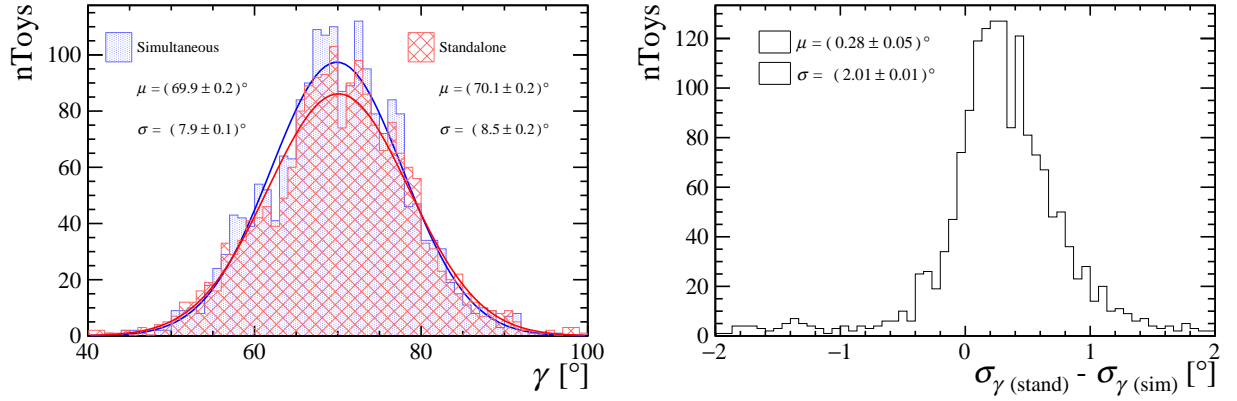 nToys
100
80
60
40
20
0
Simultaneous
μ = ( 69.9 ± 0.2 ) °
σ = ( 7.9 ± 0.1 ) °
Standalone
μ = ( 70.1 ± 0.2 ) °
σ = ( 8.5 ± 0.2 ) °
40 60 80 100
γ [°]
nToys
120
100
80
60
40
20
0
μ = ( 0.28 ± 0.05 ) °
σ = ( 2.01 ± 0.01 ) °
−2 −1 0 1 2
σγ (stand) - σγ (sim) [°]